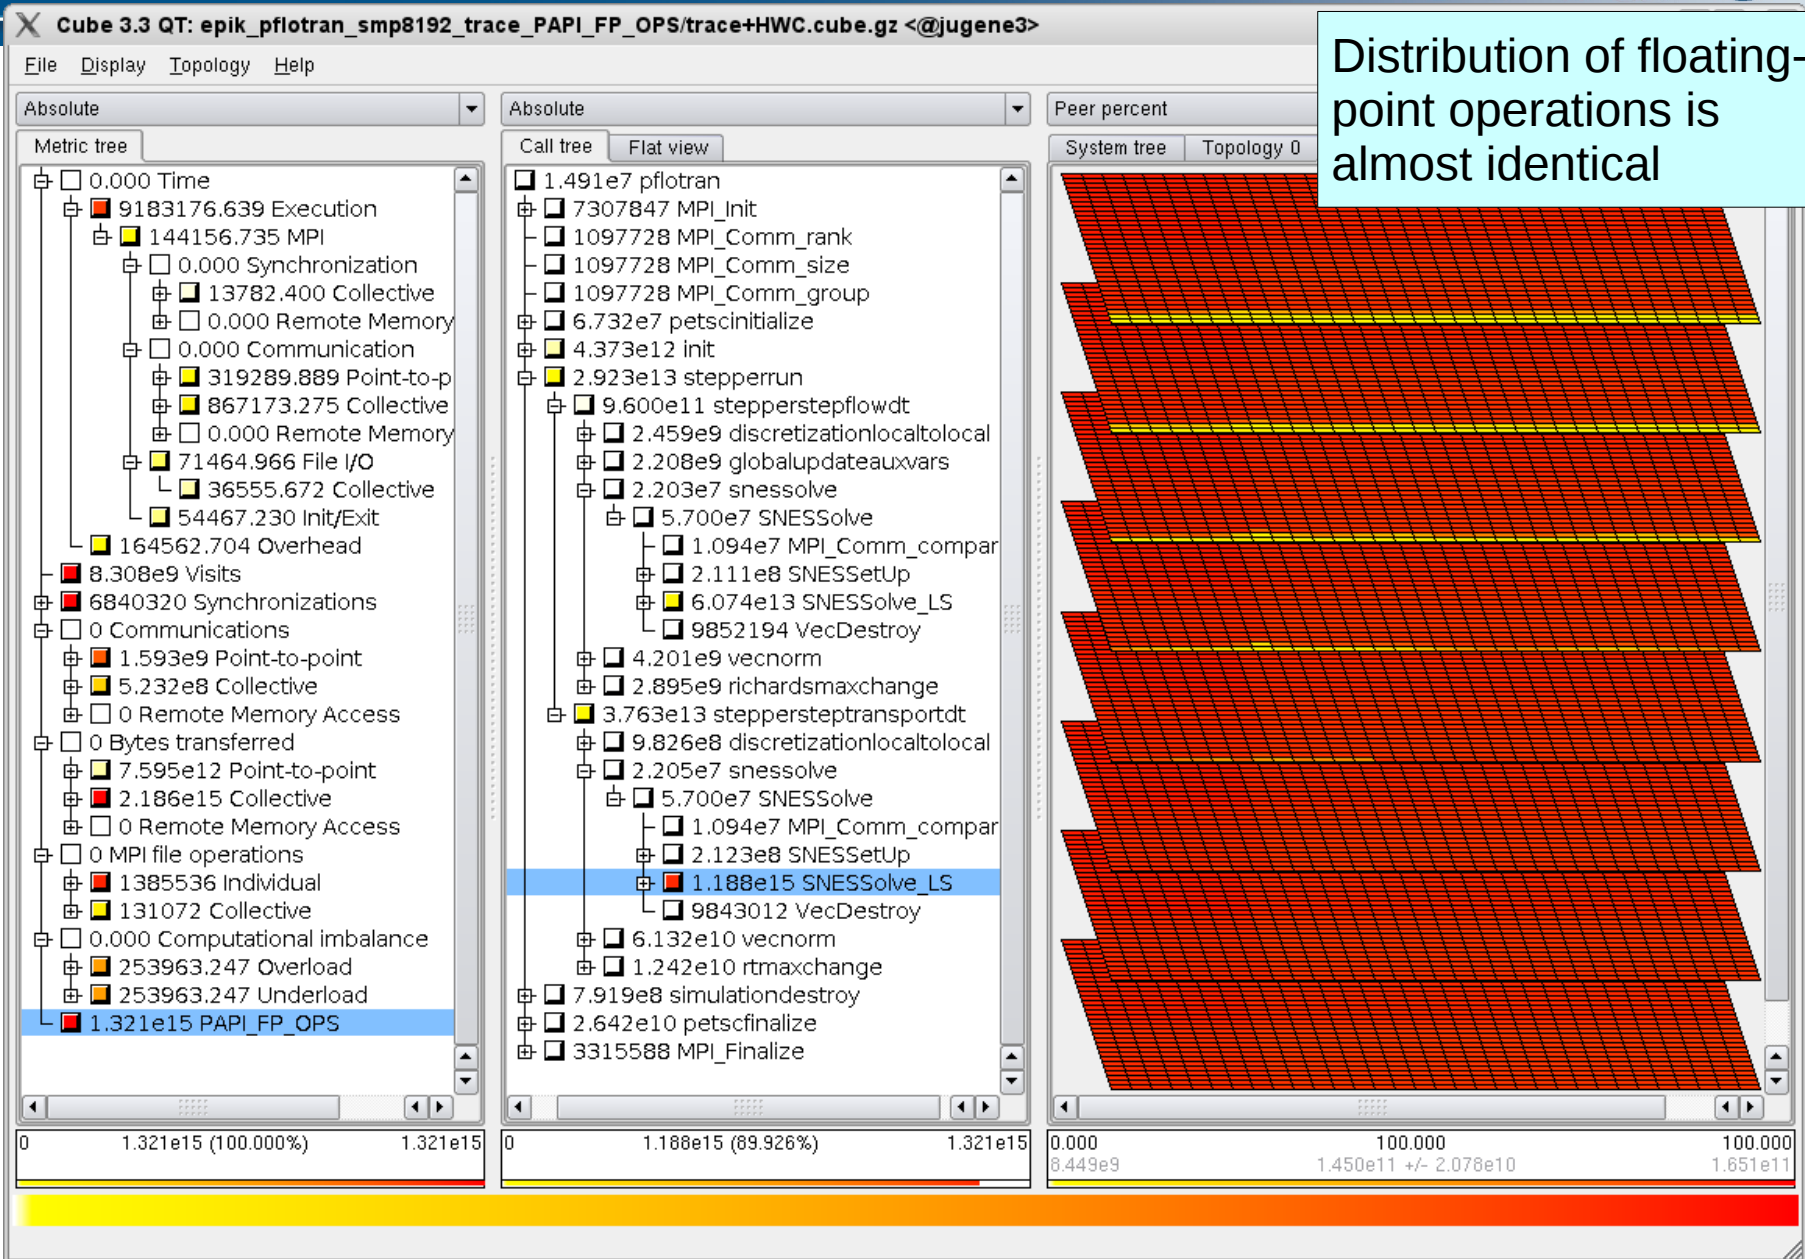 Cube 3.3 QT: epik_pflotran_smp8192_trace_PAPI_FP_OPS/trace+HWC.cube.gz <@jugene3>
File Display Topology Help
Distribution of floating-
point operations is
almost identical
Absolute
Metric tree
0.000 Time
9183176.639 Execution
144156.735 MPI
0.000 Synchronization
13782.400 Collective
0.000 Remote Memory
0.000 Communication
319289.889 Point-to-p
867173.275 Collective
0.000 Remote Memory
71464.966 File I/O
36555.672 Collective
54467.230 Init/Exit
164562.704 Overhead
8.308e9 Visits
6840320 Synchronizations
0 Communications
1.593e9 Point-to-point
5.232e8 Collective
0 Remote Memory Access
0 Bytes transferred
7.595e12 Point-to-point
2.186e15 Collective
0 Remote Memory Access
0 MPI file operations
1385536 Individual
131072 Collective
0.000 Computational imbalance
253963.247 Overload
253963.247 Underload
1.321e15 PAPI_FP_OPS
0 1.321e15 (100.000%) 1.321e15
Absolute
Call tree Flat view
1.491e7 pflotran
7307847 MPI_Init
1097728 MPI_Comm_rank
1097728 MPI_Comm_size
1097728 MPI_Comm_group
6.732e7 petscinitialize
4.373e12 init
2.923e13 stepperrun
9.600e11 stepperstepflowdt
2.459e9 discretizationlocaltolocal
2.208e9 globalupdateauxvars
2.203e7 snessolve
5.700e7 SNESSolve
1.094e7 MPI_Comm_compar
2.111e8 SNESSetUp
6.074e13 SNESSolve_LS
9852194 VecDestroy
4.201e9 vecnorm
2.895e9 richardsmaxchange
3.763e13 steppersteptransportdt
9.826e8 discretizationlocaltolocal
2.205e7 snessolve
5.700e7 SNESSolve
1.094e7 MPI_Comm_compar
2.123e8 SNESSetUp
1.188e15 SNESSolve_LS
9843012 VecDestroy
6.132e10 vecnorm
1.242e10 rtmaxchange
7.919e8 simulationdestroy
2.642e10 petscfinalize
3315588 MPI_Finalize
0 1.188e15 (89.926%) 1.321e15
Peer percent
System tree Topology 0
0.000 100.000 100.000
8.449e9 1.450e11 +/- 2.078e10 1.651e11